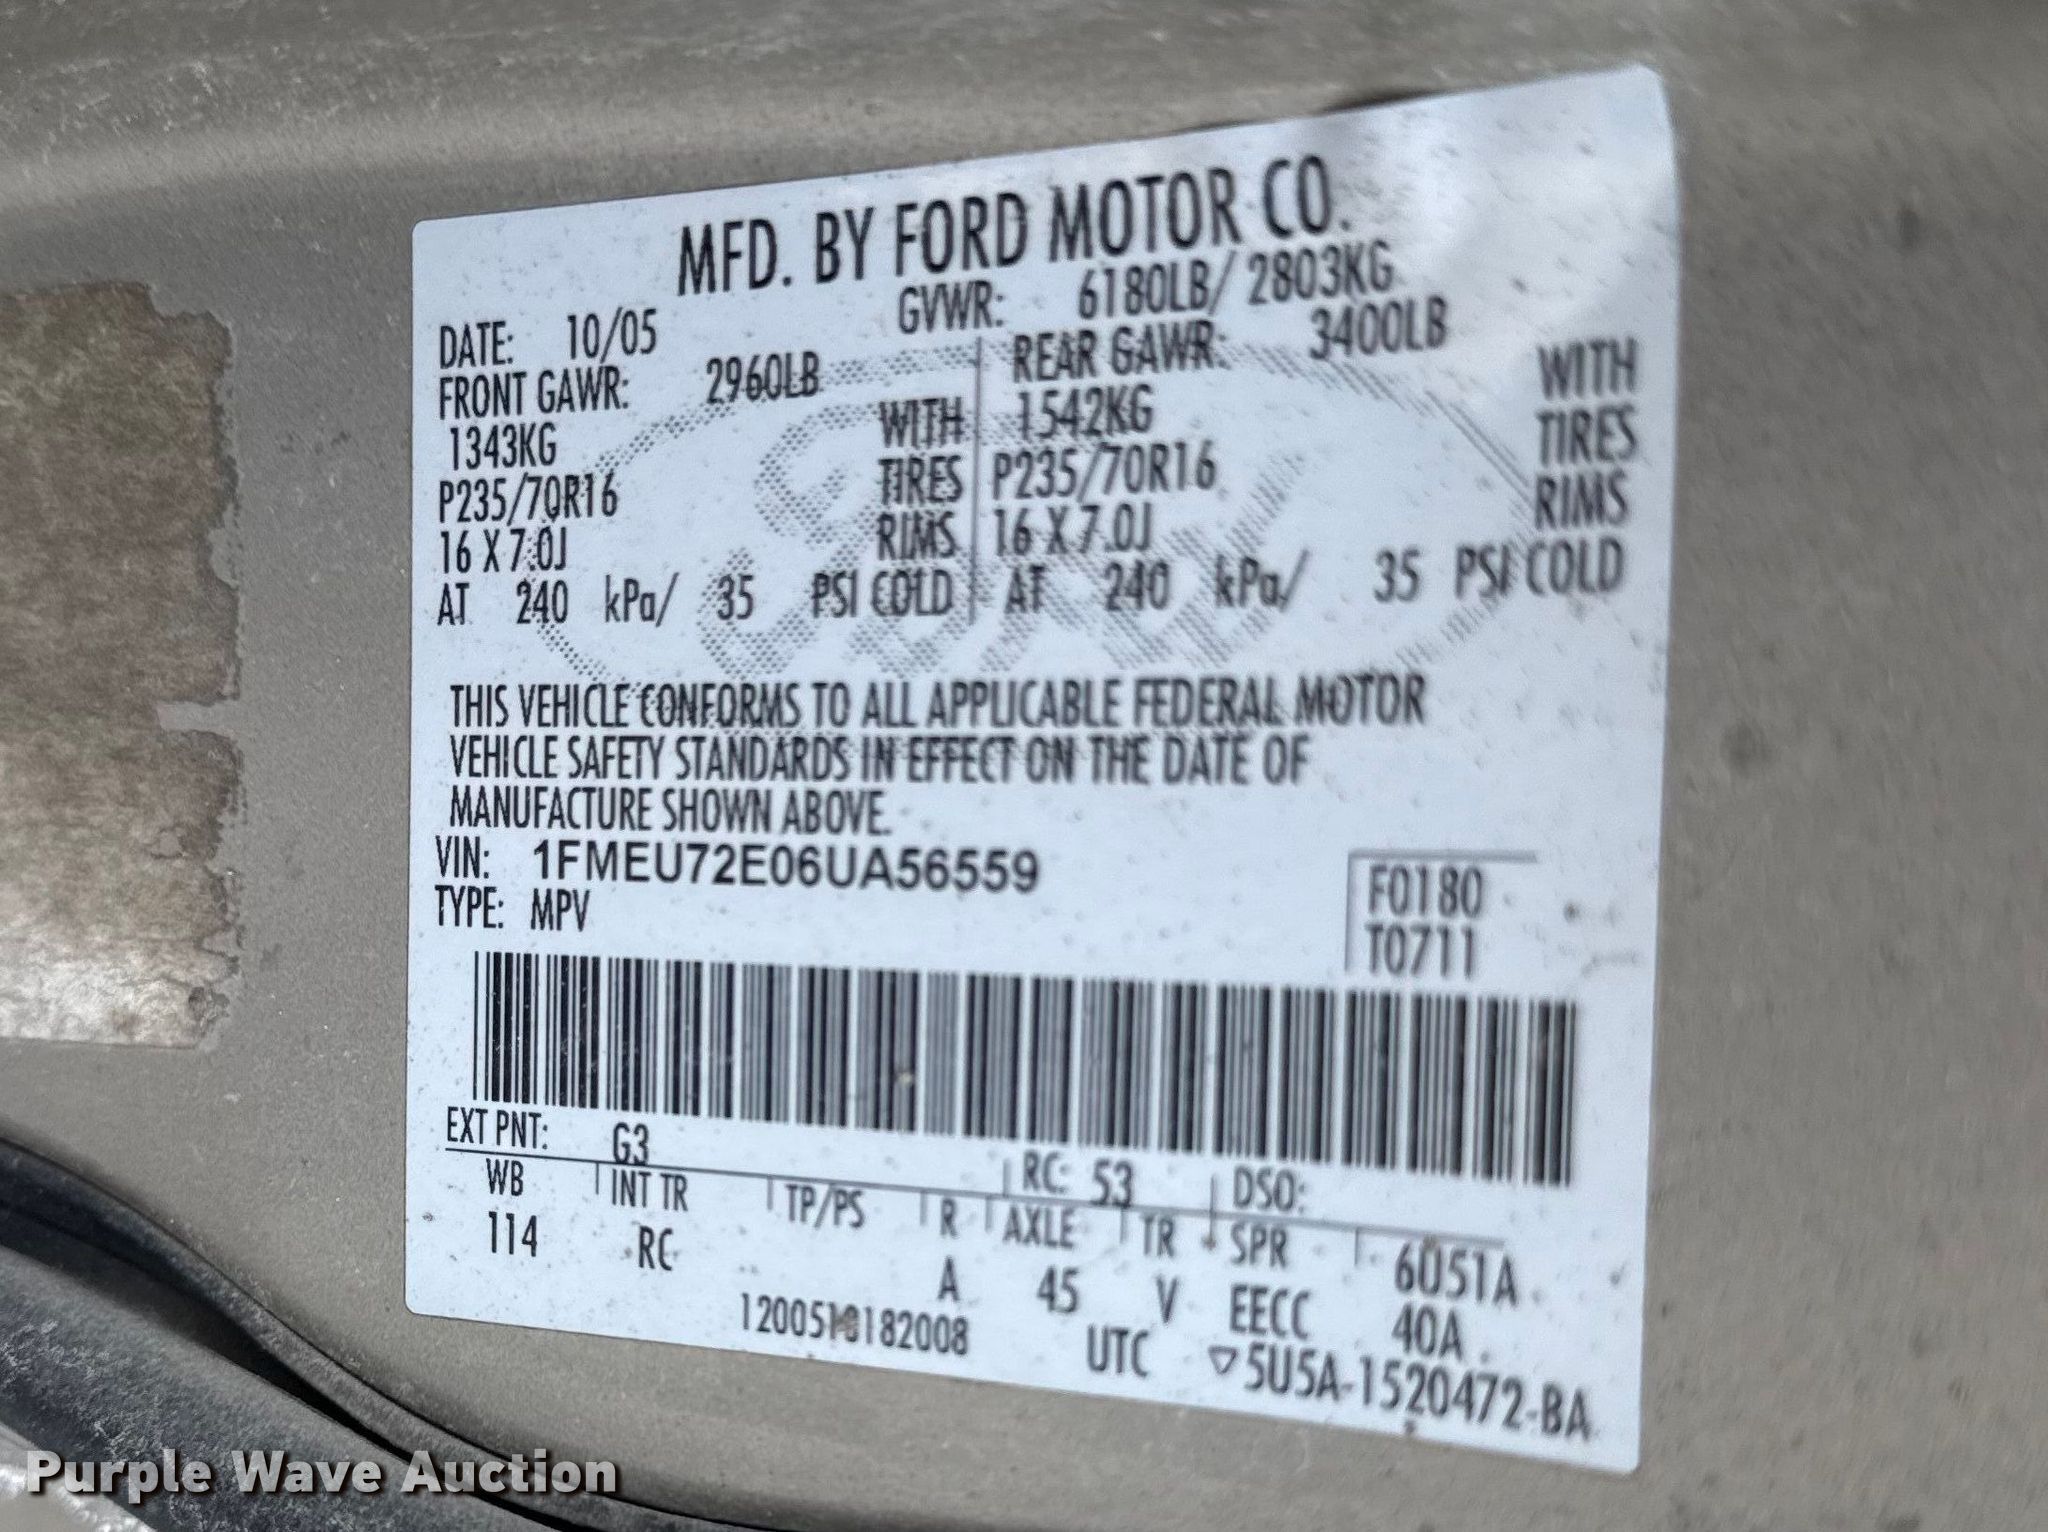 MFD. BY FORD MOTOR CO.
DATE: 10/05 GVWR: 6180LB/ 2803KG
FRONT GAWR: 2960LB REAR GAWR: 3400LB
1343KG WITH 1542KG WITH
P235/70R16 TIRES P235/70R16 TIRES
16 X 7.0J RIMS 16 X 7.0J RIMS
AT 240 kPa/ 35 PSI COLD AT 240 kPa/ 35 PSI COLD
THIS VEHICLE CONFORMS TO ALL APPLICABLE FEDERAL MOTOR
VEHICLE SAFETY STANDARDS IN EFFECT ON THE DATE OF
MANUFACTURE SHOWN ABOVE.
VIN: 1FMEU72E06UA56559
TYPE: MPV
F0180
T0711
EXT PNT: G3 RC: 53 DSO:
WB INT TR TP/PS R AXLE TR SPR 6U51A
114 RC A 45 V EECC 40A
UTC ▽5U5A-1520472-BA
Purple Wave Auction